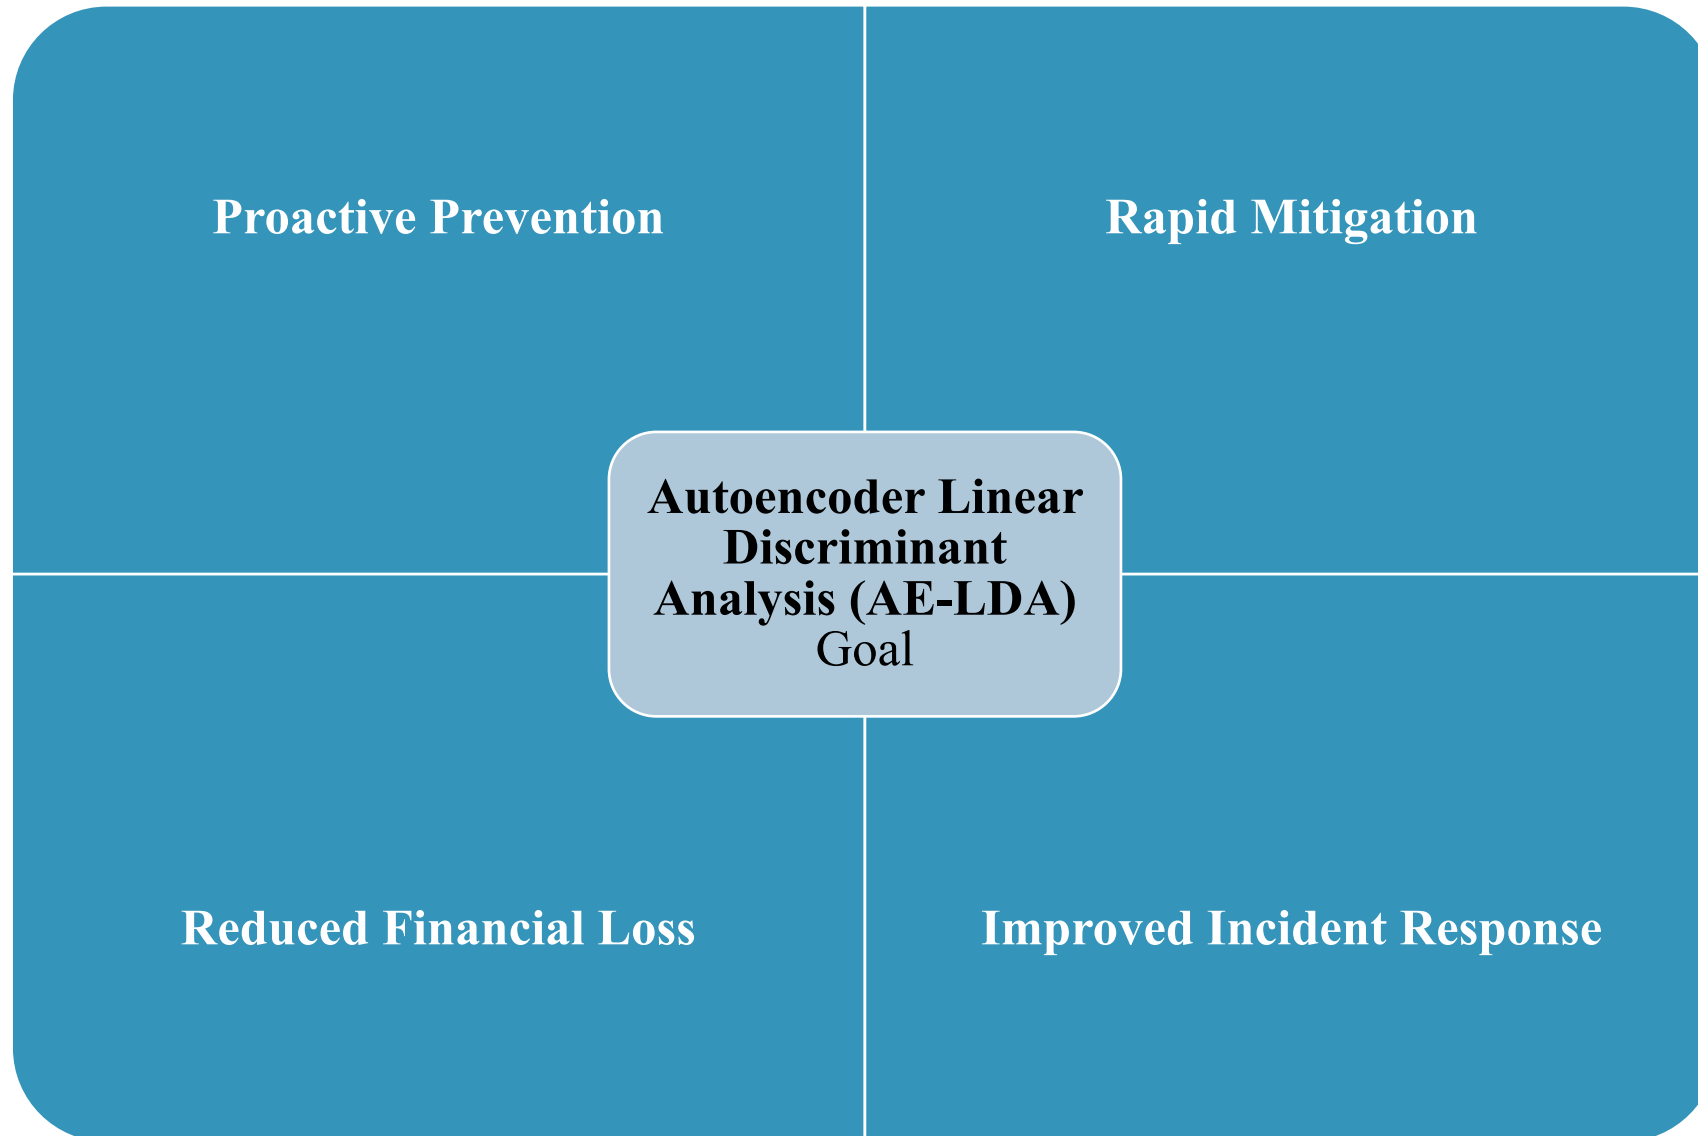 Proactive Prevention
Rapid Mitigation
Autoencoder Linear
Discriminant
Analysis (AE-LDA)
Goal
Reduced Financial Loss
Improved Incident Response